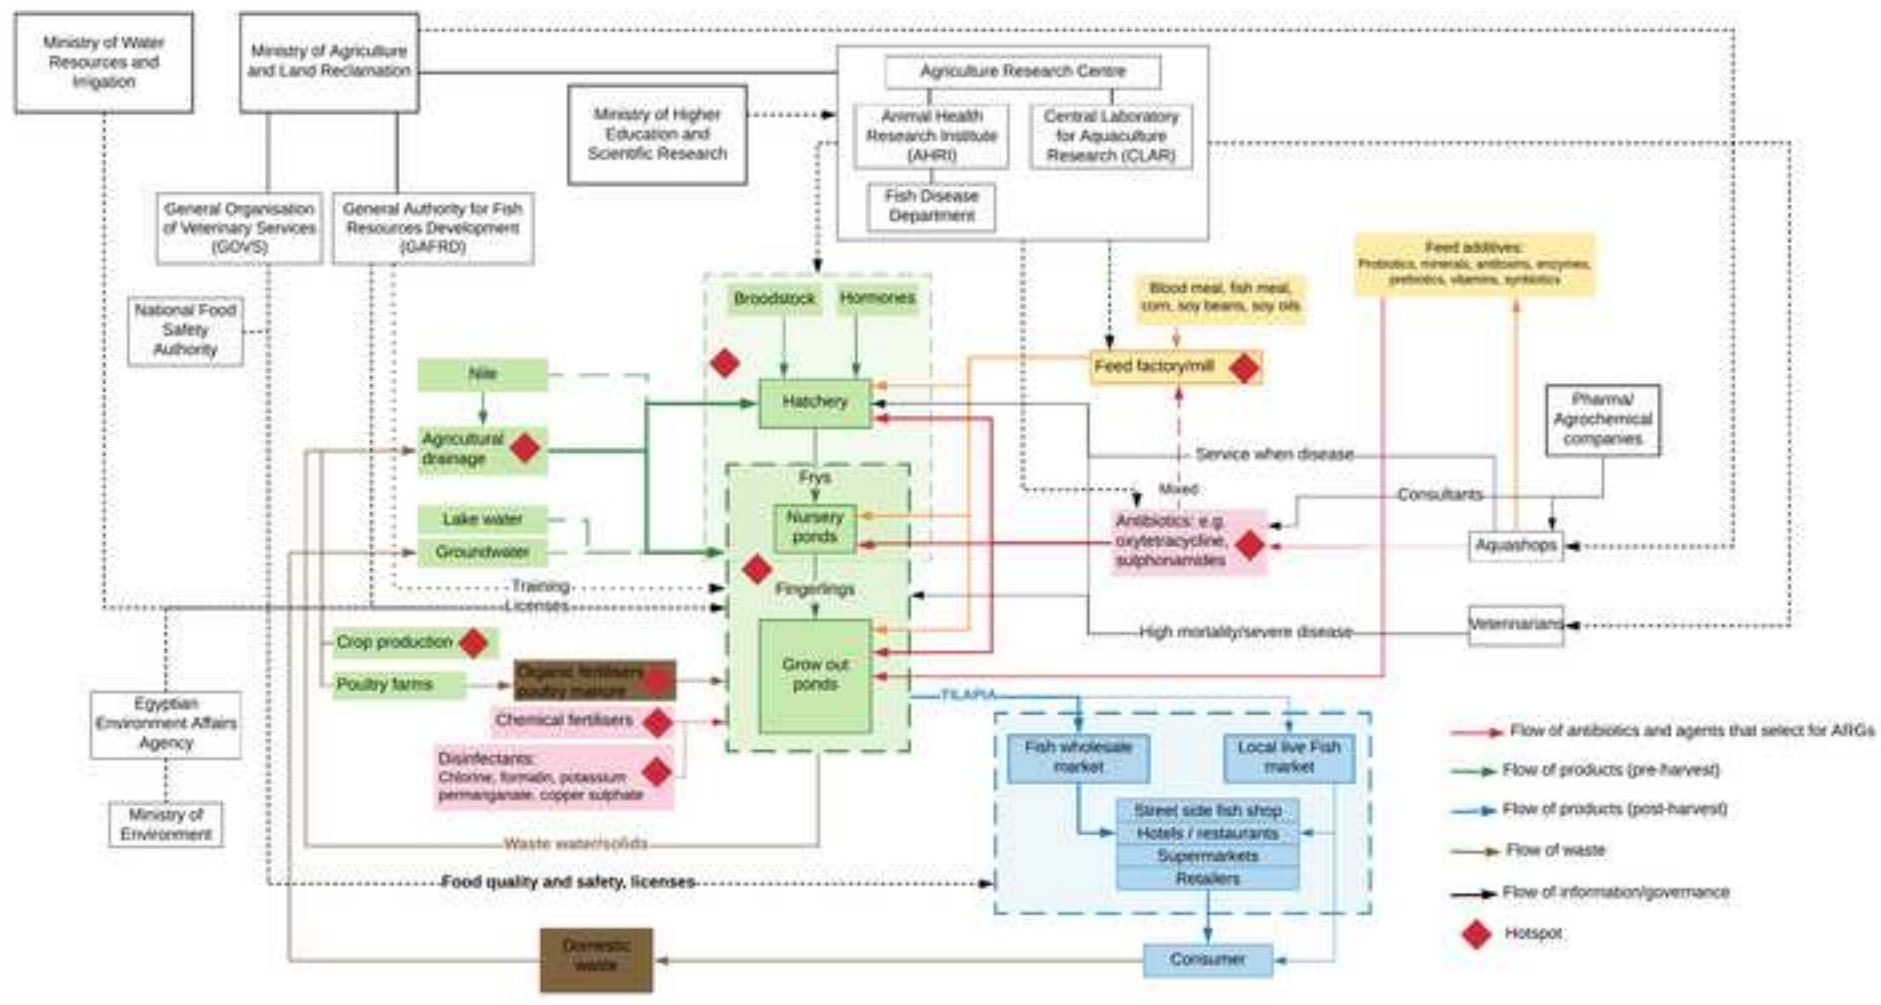 Ministry of Water
Resources and
Irrigation
Ministry of Agriculture
and Land Reclamation
Ministry of Higher
Education and
Scientific Research
Agriculture Research Centre
Animal Health
Research Institute
(AHRI)
Central Laboratory
for Aquaculture
Research (CLAR)
Fish Disease
Department
General Organisation
of Veterinary Services
(GOVS)
General Authority for Fish
Resources Development
(GAFRD)
National Food
Safety
Authority
Feed additives:
Probiotics, minerals, antitoxins, enzymes,
prebiotics, vitamins, synbiotics
Blood meal, fish meal,
corn, soy beans, soy oils
Broodstock
Hormones
Feed factory/mill
Nile
Hatchery
Pharma/
Agrochemical
companies
Agricultural
drainage
Service when disease
Frys
Mixed
Consultants
Lake water
Nursery
ponds
Antibiotics: e.g.
oxytetracycline,
sulphonamides
Aquashops
Groundwater
Training
Licenses
Fingerlings
High mortality/severe disease
Veterinarians
Crop production
Poultry farms
Organic fertilisers
poultry manure
Grow out
ponds
Chemical fertilisers
TILAPIA
Egyptian
Environment Affairs
Agency
Disinfectants:
Chlorine, formalin, potassium
permanganate, copper sulphate
Fish wholesale
market
Local live Fish
market
Ministry of
Environment
Street side fish shop
Hotels / restaurants
Supermarkets
Retailers
Waste water/solids
Food quality and safety, licenses
Domestic
waste
Consumer
Flow of antibiotics and agents that select for ARGs
Flow of products (pre-harvest)
Flow of products (post-harvest)
Flow of waste
Flow of information/governance
Hotspot